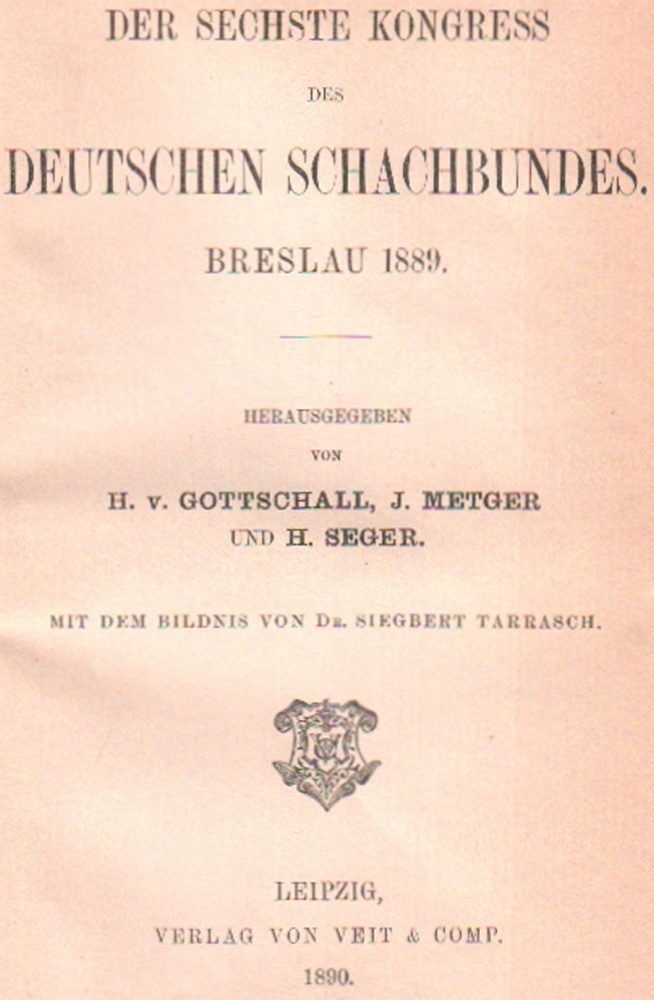 DER SECHSTE KONGRESS
DES
DEUTSCHEN SCHACHBUNDES.
BRESLAU 1889.
HERAUSGEGEBEN
VON
H. v. GOTTSCHALL, J. METGER
UND H. SEGER.
MIT DEM BILDNIS VON DR. SIEGBERT TARRASCH.
LEIPZIG,
VERLAG VON VEIT & COMP.
1890.